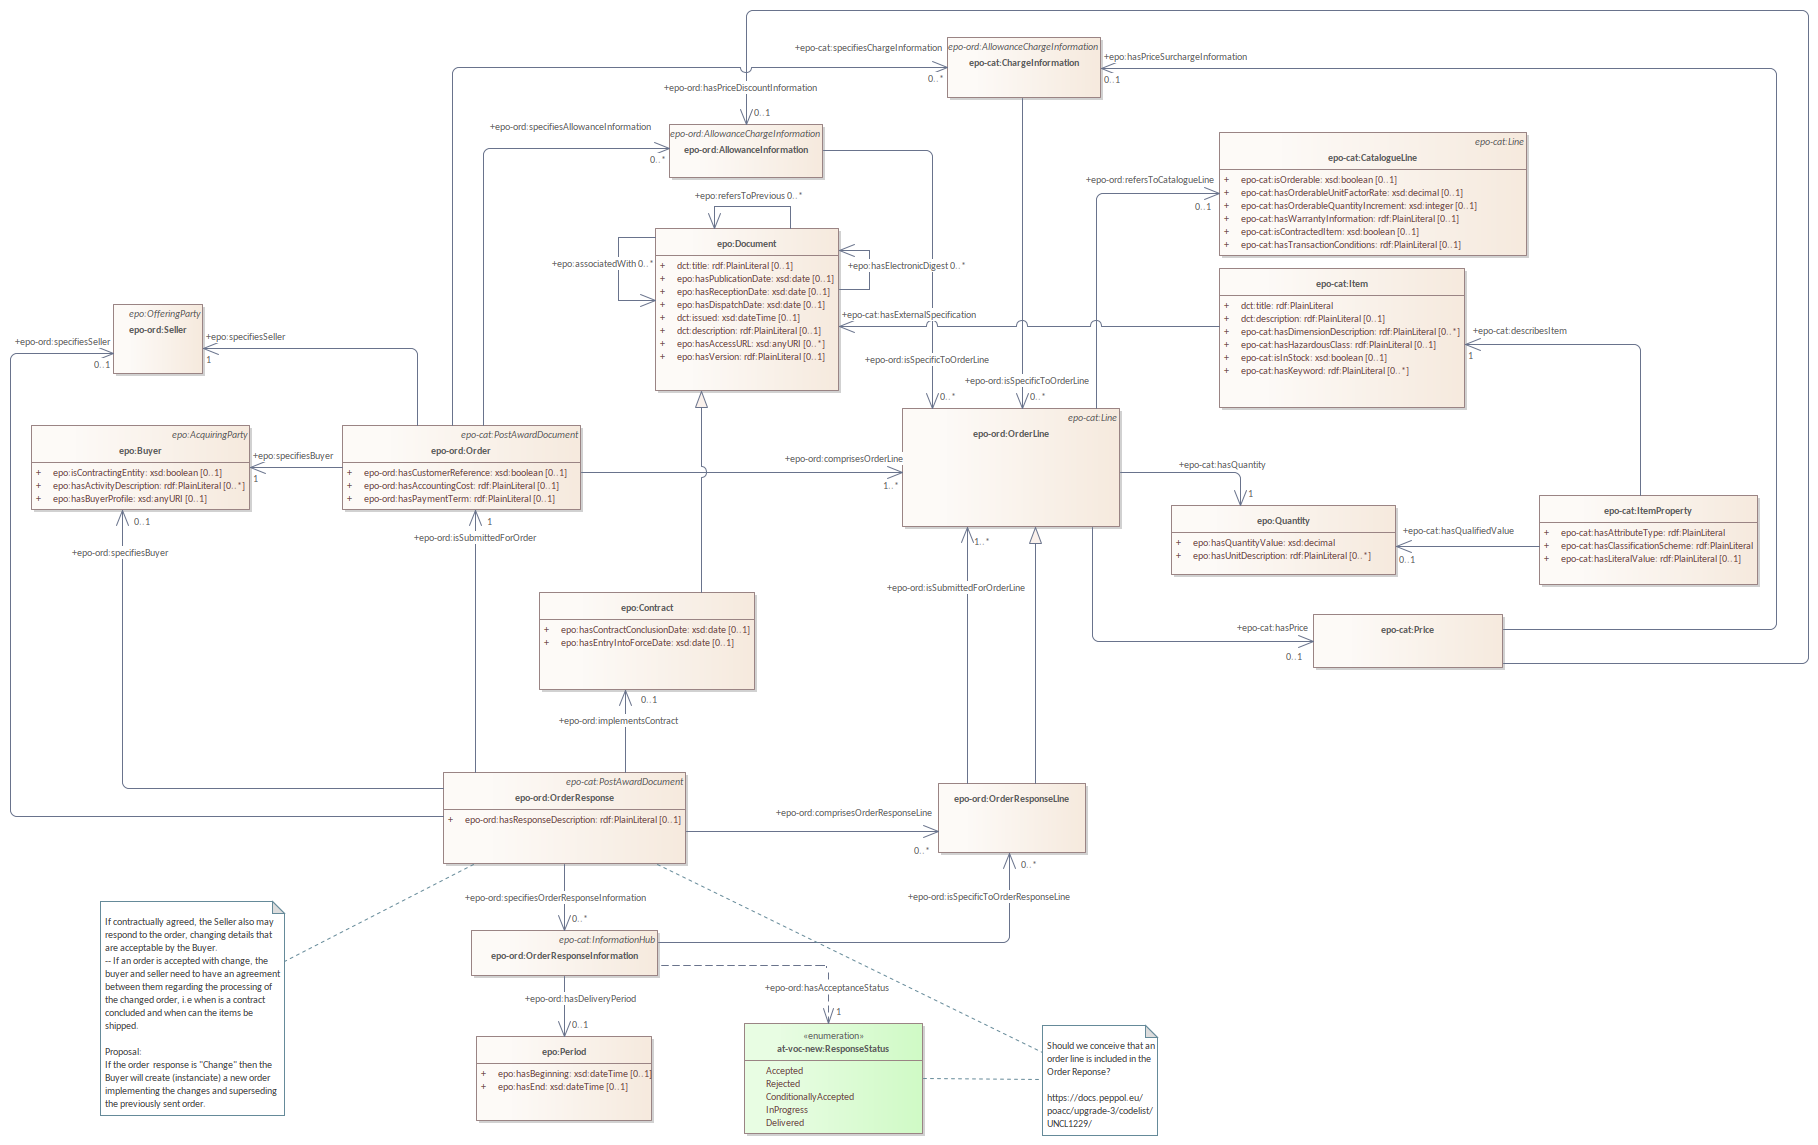 +epo-cat:specifiesChargeInformation
0..*
epo-ord:AllowanceChargeInformation
epo-cat:ChargeInformation
+epo:hasPriceSurchargeInformation
0..1
+epo-ord:hasPriceDiscountInformation
0..1
+epo-ord:specifiesAllowanceInformation
0..*
epo-ord:AllowanceChargeInformation
epo-ord:AllowanceInformation
epo-cat:Line
epo-cat:CatalogueLine
+ epo-cat:isOrderable: xsd:boolean [0..1]
+ epo-cat:hasOrderableUnitFactorRate: xsd:decimal [0..1]
+ epo-cat:hasOrderableQuantityIncrement: xsd:integer [0..1]
+ epo-cat:hasWarrantyInformation: rdf:PlainLiteral [0..1]
+ epo-cat:isContractedItem: xsd:boolean [0..1]
+ epo-cat:hasTransactionConditions: rdf:PlainLiteral [0..1]
+epo-ord:refersToCatalogueLine
0..1
+epo:refersToPrevious 0..*
epo:Document
+ dct:title: rdf:PlainLiteral [0..1]
+ epo:hasPublicationDate: xsd:date [0..1]
+ epo:hasReceptionDate: xsd:date [0..1]
+ epo:hasDispatchDate: xsd:date [0..1]
+ dct:issued: xsd:dateTime [0..1]
+ dct:description: rdf:PlainLiteral [0..1]
+ epo:hasAccessURL: xsd:anyURI [0..*]
+ epo:hasVersion: rdf:PlainLiteral [0..1]
+epo:associatedWith 0..*
+epo:hasElectronicDigest 0..*
+epo-cat:hasExternalSpecification
epo-cat:Item
+ dct:title: rdf:PlainLiteral
+ dct:description: rdf:PlainLiteral [0..1]
+ epo-cat:hasDimensionDescription: rdf:PlainLiteral [0..*]
+ epo-cat:hasHazardousClass: rdf:PlainLiteral [0..1]
+ epo-cat:isInStock: xsd:boolean [0..1]
+ epo-cat:hasKeyword: rdf:PlainLiteral [0..*]
+epo-cat:describesItem
1
epo:OfferingParty
epo-ord:Seller
+epo-ord:specifiesSeller
0..1
+epo:specifiesSeller
1
+epo-ord:isSpecificToOrderLine
0..*
+epo-ord:isSpecificToOrderLine
0..*
epo:AcquiringParty
epo:Buyer
+ epo:isContractingEntity: xsd:boolean [0..1]
+ epo:hasActivityDescription: rdf:PlainLiteral [0..*]
+ epo:hasBuyerProfile: xsd:anyURI [0..1]
+epo:specifiesBuyer
1
epo-cat:PostAwardDocument
epo-ord:Order
+ epo-ord:hasCustomerReference: xsd:boolean [0..1]
+ epo-ord:hasAccountingCost: rdf:PlainLiteral [0..1]
+ epo-ord:hasPaymentTerm: rdf:PlainLiteral [0..1]
+epo-ord:comprisesOrderLine
1..*
epo-cat:Line
epo-ord:OrderLine
+epo-cat:hasQuantity
1
epo:Quantity
+ epo:hasQuantityValue: xsd:decimal
+ epo:hasUnitDescription: rdf:PlainLiteral [0..*]
+epo-cat:hasQualifiedValue
0..1
epo-cat:ItemProperty
+ epo-cat:hasAttributeType: rdf:PlainLiteral
+ epo-cat:hasClassificationScheme: rdf:PlainLiteral
+ epo-cat:hasLiteralValue: rdf:PlainLiteral [0..1]
0..1
+epo-ord:specifiesBuyer
1
+epo-ord:isSubmittedForOrder
1..*
+epo-ord:isSubmittedForOrderLine
epo:Contract
+ epo:hasContractConclusionDate: xsd:date [0..1]
+ epo:hasEntryIntoForceDate: xsd:date [0..1]
+epo-cat:hasPrice
0..1
epo-cat:Price
0..1
+epo-ord:implementsContract
epo-cat:PostAwardDocument
epo-ord:OrderResponse
+ epo-ord:hasResponseDescription: rdf:PlainLiteral [0..1]
+epo-ord:comprisesOrderResponseLine
0..*
epo-ord:OrderResponseLine
0..*
+epo-ord:isSpecificToOrderResponseLine
+epo-ord:specifiesOrderResponseInformation
0..*
epo-cat:InformationHub
epo-ord:OrderResponseInformation
+epo-ord:hasDeliveryPeriod
0..1
+epo-ord:hasAcceptanceStatus
1
epo:Period
+ epo:hasBeginning: xsd:dateTime [0..1]
+ epo:hasEnd: xsd:dateTime [0..1]
«enumeration»
at-voc-new:ResponseStatus
Accepted
Rejected
ConditionallyAccepted
InProgress
Delivered
If contractually agreed, the Seller also may
respond to the order, changing details that
are acceptable by the Buyer.
-- If an order is accepted with change, the
buyer and seller need to have an agreement
between them regarding the processing of
the changed order, i.e when is a contract
concluded and when can the items be
shipped.
Proposal:
If the order response is "Change" then the
Buyer will create (instanciate) a new order
implementing the changes and superseding
the previously sent order.
Should we conceive that an
order line is included in the
Order Reponse?
https://docs.peppol.eu/
poacc/upgrade-3/codelist/
UNCL1229/